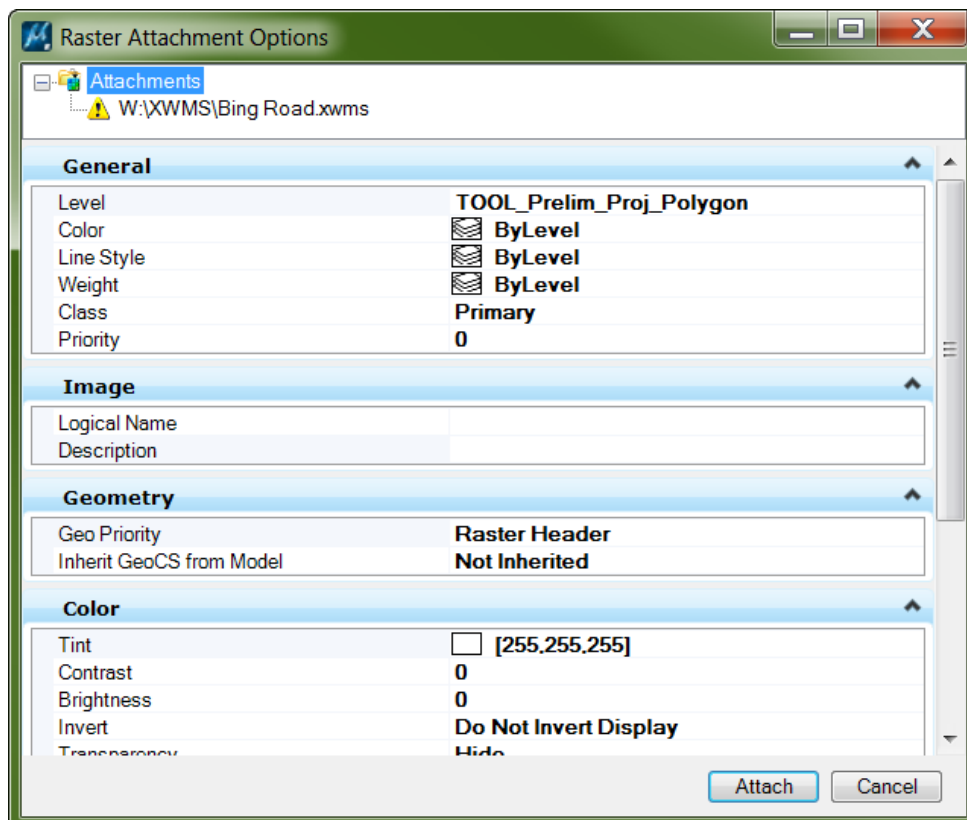 Raster Attachment Options
Attachments
W:\XWMS\Bing Road.xwms
General
Level TOOL_Prelim_Proj_Polygon
Color ByLevel
Line Style ByLevel
Weight ByLevel
Class Primary
Priority 0
Image
Logical Name
Description
Geometry
Geo Priority Raster Header
Inherit GeoCS from Model Not Inherited
Color
Tint [255,255,255]
Contrast 0
Brightness 0
Invert Do Not Invert Display
Transparency Hide
Attach Cancel